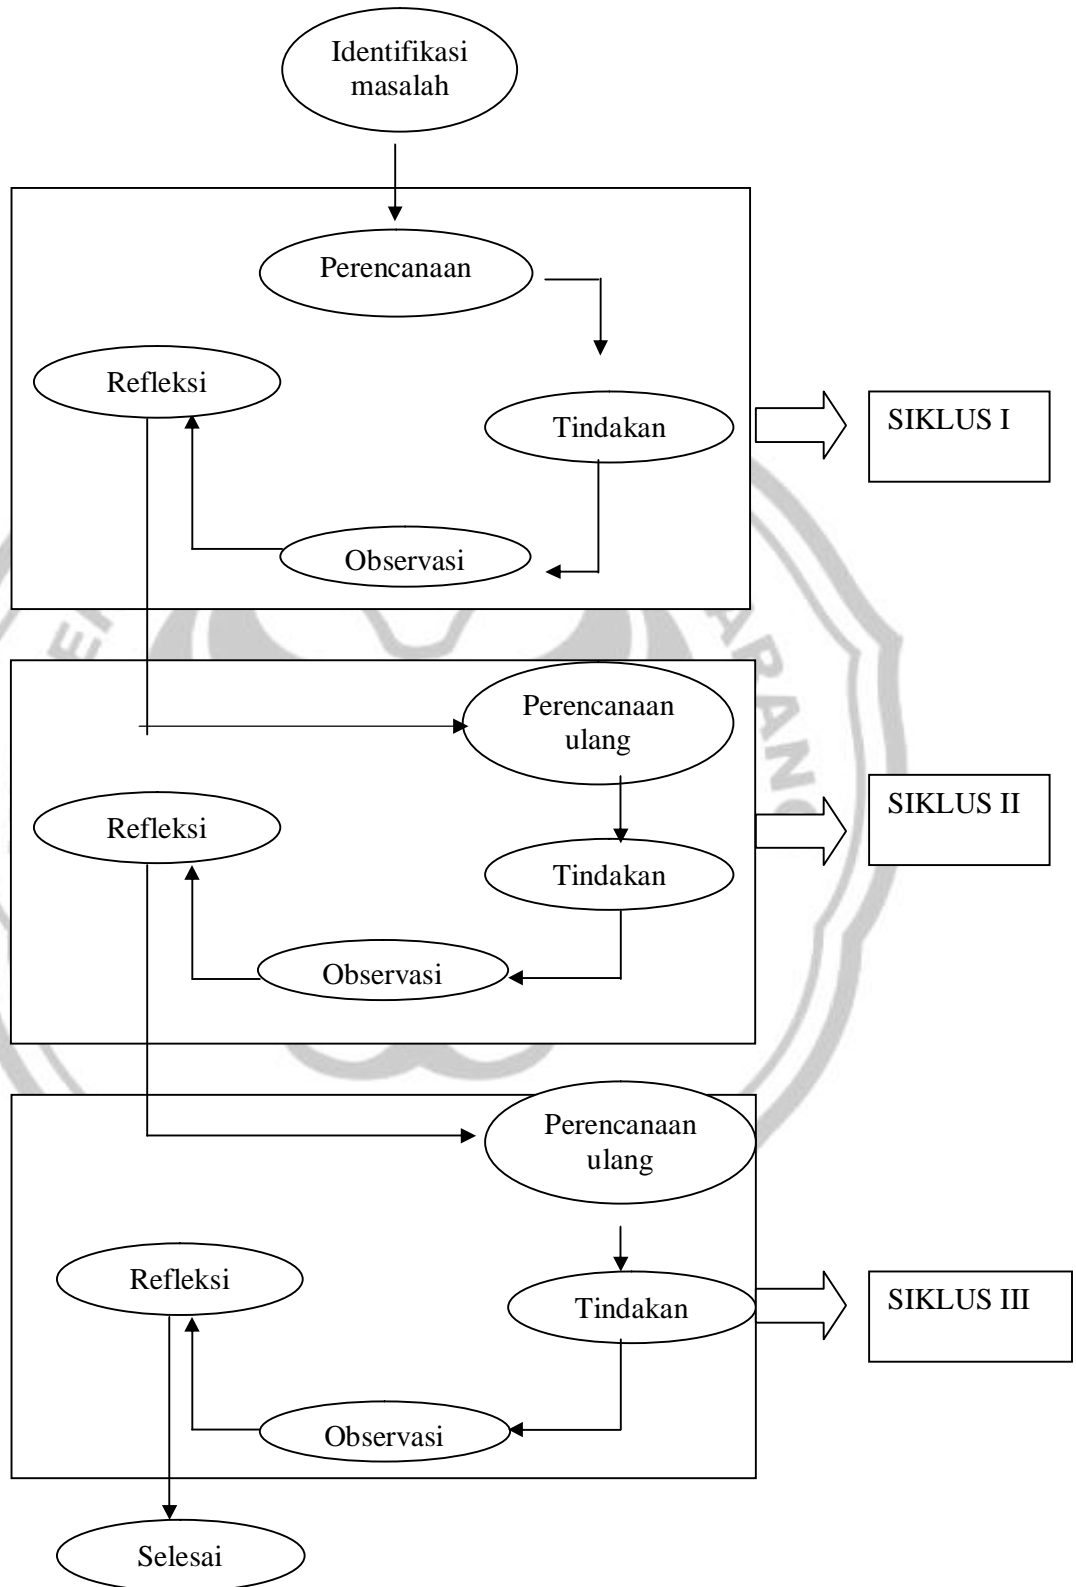 Identifikasi
masalah
Perencanaan
Refleksi
Tindakan
SIKLUS I
Observasi
Perencanaan
ulang
SIKLUS II
Refleksi
Tindakan
Observasi
Perencanaan
ulang
Refleksi
Tindakan
SIKLUS III
Observasi
Selesai